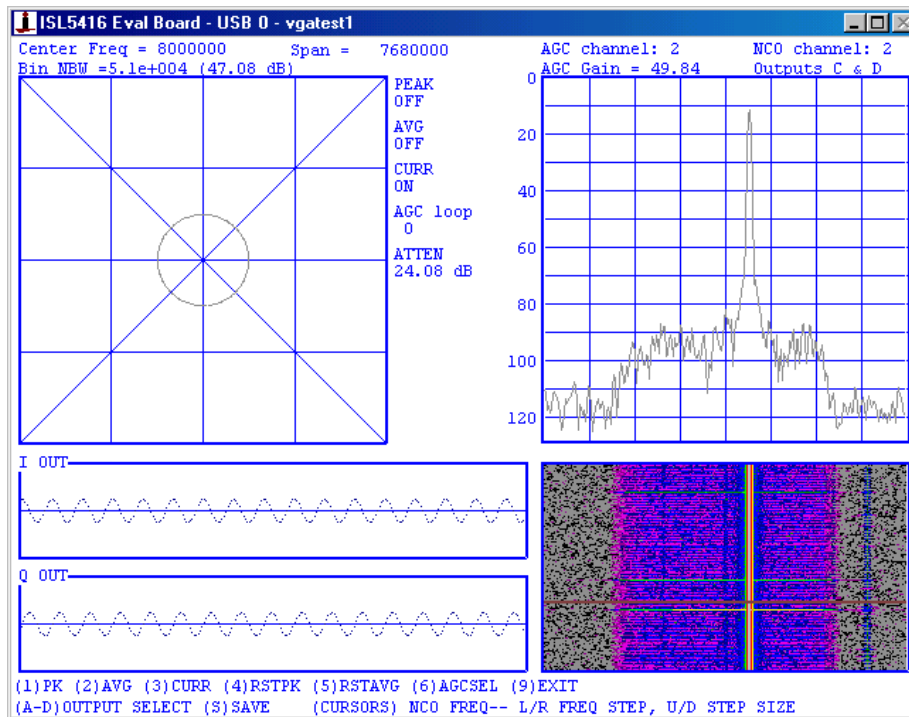 ISL5416 Eval Board - USB 0 - vgatest1
Center Freq = 8000000 Span = 7680000
Bin NBW =5.1e+004 (47.08 dB)
AGC channel: 2 NCO channel: 2
AGC Gain = 49.84 Outputs C & D
PEAK
OFF
AVG
OFF
CURR
ON
AGC loop
0
ATTEN
24.08 dB
0
20
40
60
80
100
120
I OUT
Q OUT
(1)PK (2)AVG (3)CURR (4)RSTPK (5)RSTAVG (6)AGCSEL (9)EXIT
(A-D)OUTPUT SELECT (S)SAVE (CURSORS) NCO FREQ-- L/R FREQ STEP, U/D STEP SIZE